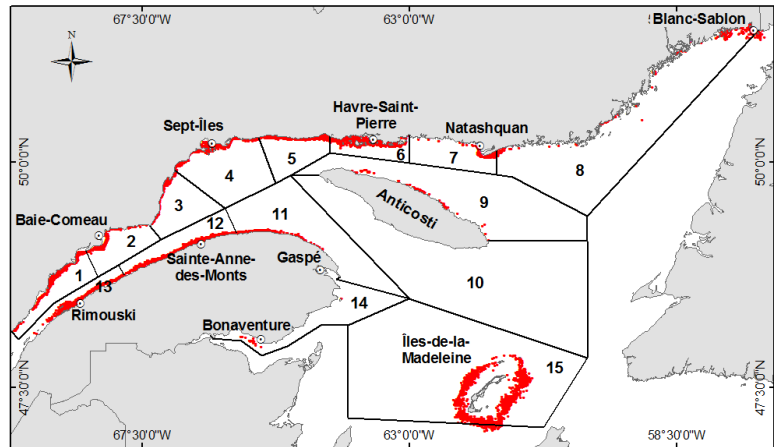 67°30'0"W
63°0'0"W
58°30'0"W
Blanc-Sablon
N
Havre-Saint-
Pierre
Sept-Îles
Natashquan
50°0'0"N
50°0'0"N
5
6
7
4
8
3
Anticosti
9
Baie-Comeau
11
12
2
Sainte-Anne-
des-Monts
Gaspé
1
13
10
Rimouski
14
Bonaventure
Îles-de-la-
Madeleine
15
47°30'0"N
47°30'0"N
67°30'0"W
63°0'0"W
58°30'0"W